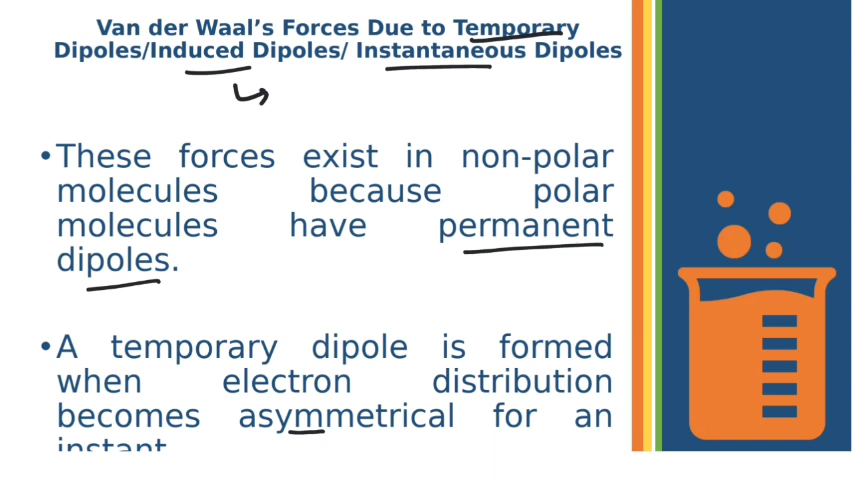 Van der Waal’s Forces Due to Temporary
Dipoles/Induced Dipoles/ Instantaneous Dipoles
•These forces exist in non-polar
molecules because polar
molecules have permanent
dipoles.
•A temporary dipole is formed
when electron distribution
becomes asymmetrical for an
instant